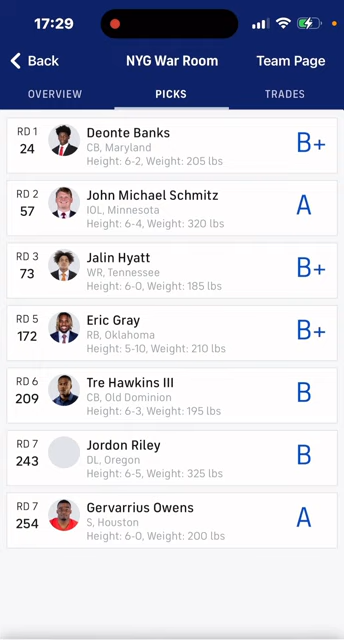 17:29
Back NYG War Room Team Page
OVERVIEW PICKS TRADES
RD 1
24
Deonte Banks
CB, Maryland
Height: 6-2, Weight: 205 lbs
B+
RD 2
57
John Michael Schmitz
IOL, Minnesota
Height: 6-4, Weight: 320 lbs
A
RD 3
73
Jalin Hyatt
WR, Tennessee
Height: 6-0, Weight: 185 lbs
B+
RD 5
172
Eric Gray
RB, Oklahoma
Height: 5-10, Weight: 210 lbs
B+
RD 6
209
Tre Hawkins III
CB, Old Dominion
Height: 6-3, Weight: 195 lbs
B
RD 7
243
Jordon Riley
DL, Oregon
Height: 6-5, Weight: 325 lbs
B
RD 7
254
Gervarrius Owens
S, Houston
Height: 6-0, Weight: 200 lbs
A